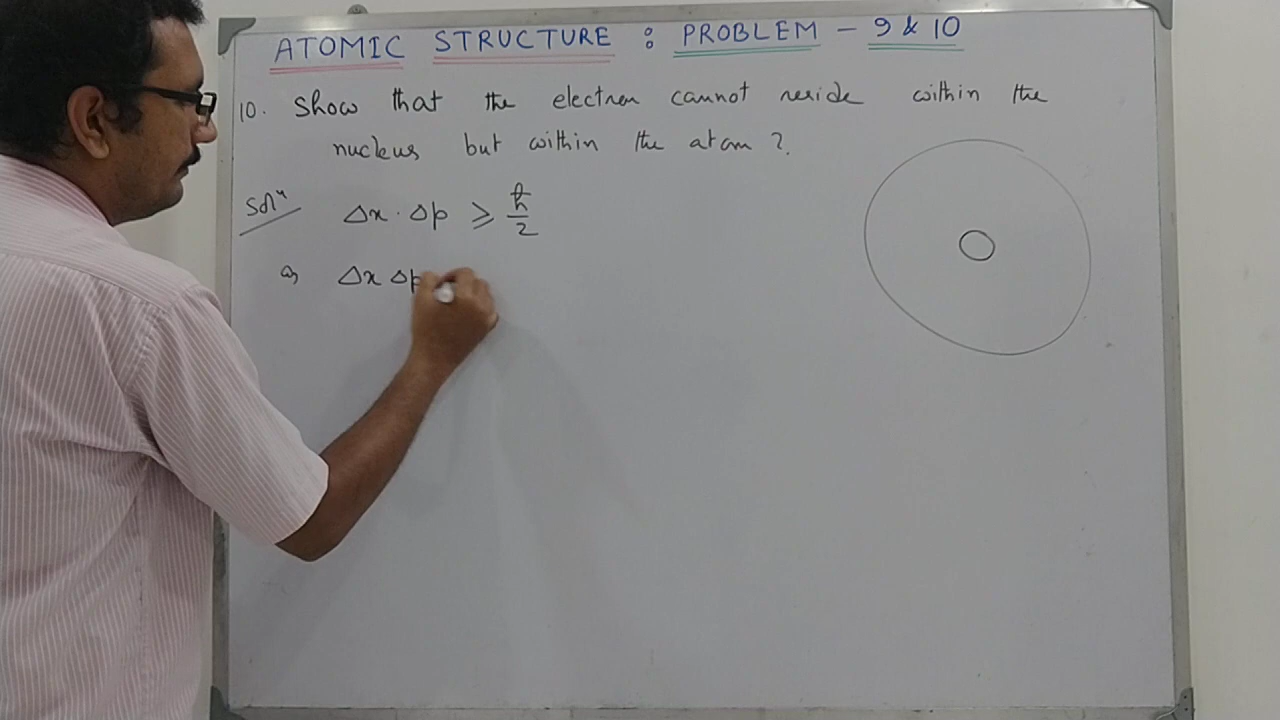 ATOMIC STRUCTURE : PROBLEM - 9 & 10
10. Show that the electron cannot reside within the
nucleus but within the atom ?
Solⁿ Δx · Δp ≥ ħ/2
Δx Δp